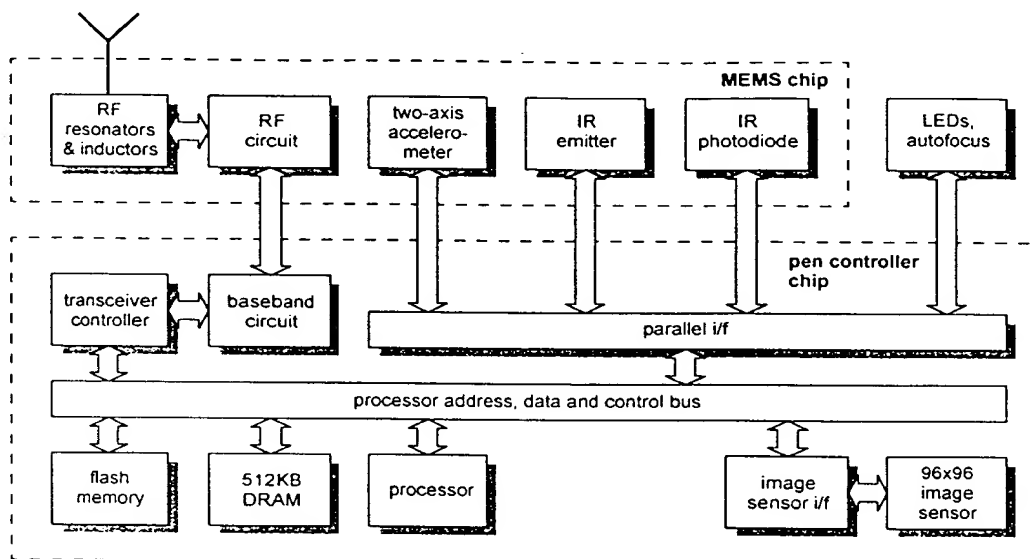 MEMS chip
RF
resonators
& inductors
RF
circuit
two-axis
accelero-
meter
IR
emitter
IR
photodiode
LEDs,
autofocus
pen controller
chip
transceiver
controller
baseband
circuit
parallel i/f
processor address, data and control bus
flash
memory
512KB
DRAM
processor
image
sensor i/f
96x96
image
sensor